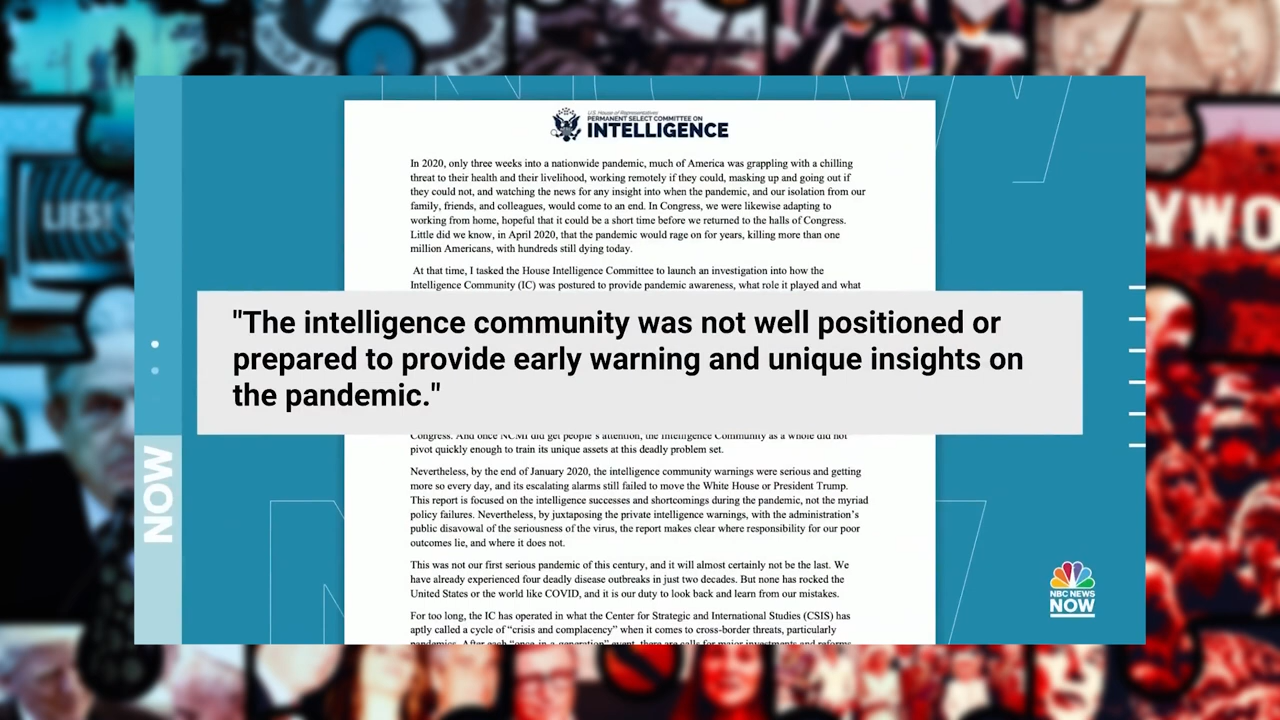 U.S. House of Representatives
PERMANENT SELECT COMMITTEE ON
INTELLIGENCE
In 2020, only three weeks into a nationwide pandemic, much of America was grappling with a chilling
threat to their health and their livelihood, working remotely if they could, masking up and going out if
they could not, and watching the news for any insight into when the pandemic, and our isolation from our
family, friends, and colleagues, would come to an end. In Congress, we were likewise adapting to
working from home, hopeful that it could be a short time before we returned to the halls of Congress.
Little did we know, in April 2020, that the pandemic would rage on for years, killing more than one
million Americans, with hundreds still dying today.
At that time, I tasked the House Intelligence Committee to launch an investigation into how the
Intelligence Community (IC) was postured to provide pandemic awareness, what role it played and what
"The intelligence community was not well positioned or
prepared to provide early warning and unique insights on
the pandemic."
Congress. And once NCMI did get people's attention, the Intelligence Community as a whole did not
pivot quickly enough to train its unique assets at this deadly problem set.
Nevertheless, by the end of January 2020, the intelligence community warnings were serious and getting
more so every day, and its escalating alarms still failed to move the White House or President Trump.
This report is focused on the intelligence successes and shortcomings during the pandemic, not the myriad
policy failures. Nevertheless, by juxtaposing the private intelligence warnings, with the administration's
public disavowal of the seriousness of the virus, the report makes clear where responsibility for our poor
outcomes lie, and where it does not.
This was not our first serious pandemic of this century, and it will almost certainly not be the last. We
have already experienced four deadly disease outbreaks in just two decades. But none has rocked the
United States or the world like COVID, and it is our duty to look back and learn from our mistakes.
For too long, the IC has operated in what the Center for Strategic and International Studies (CSIS) has
aptly called a cycle of "crisis and complacency" when it comes to cross-border threats, particularly
pandemics. After each "once in a generation" event, there are calls for major investments and reforms
NOW
NBC NEWS
NOW
LIES!
YWO